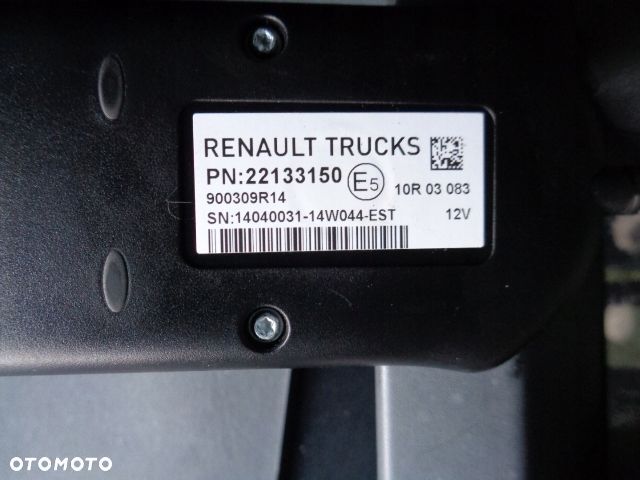 RENAULT TRUCKS
PN:22133150 E5 10R 03 083
900309R14
SN:14040031-14W044-EST 12V
OTOMOTO